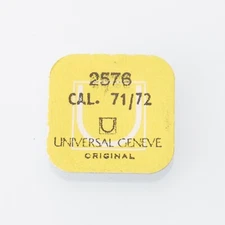 2576
CAL. 71/72
UNIVERSAL GENEVE
ORIGINAL